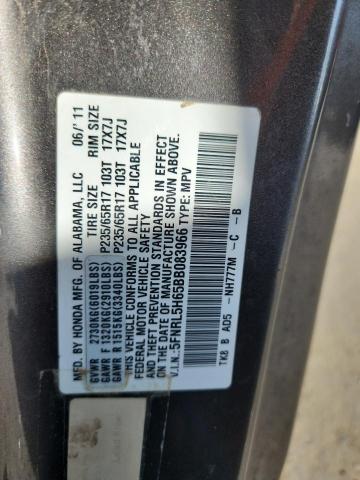 MFD. BY HONDA MFG. OF ALABAMA, LLC 06/'11
GVWR 2730KG(6019LBS) TIRE SIZE RIM SIZE
GAWR F 1320KG(2910LBS) P235/65R17 103T 17X7J
GAWR R 1515KG(3340LBS) P235/65R17 103T 17X7J
THIS VEHICLE CONFORMS TO ALL APPLICABLE
FEDERAL MOTOR VEHICLE SAFETY
AND THEFT PREVENTION STANDARDS IN EFFECT
ON THE DATE OF MANUFACTURE SHOWN ABOVE.
V.I.N.: 5FNRL5H65BB083966 TYPE: MPV
TK8 B AD5 -NH777M -C -B